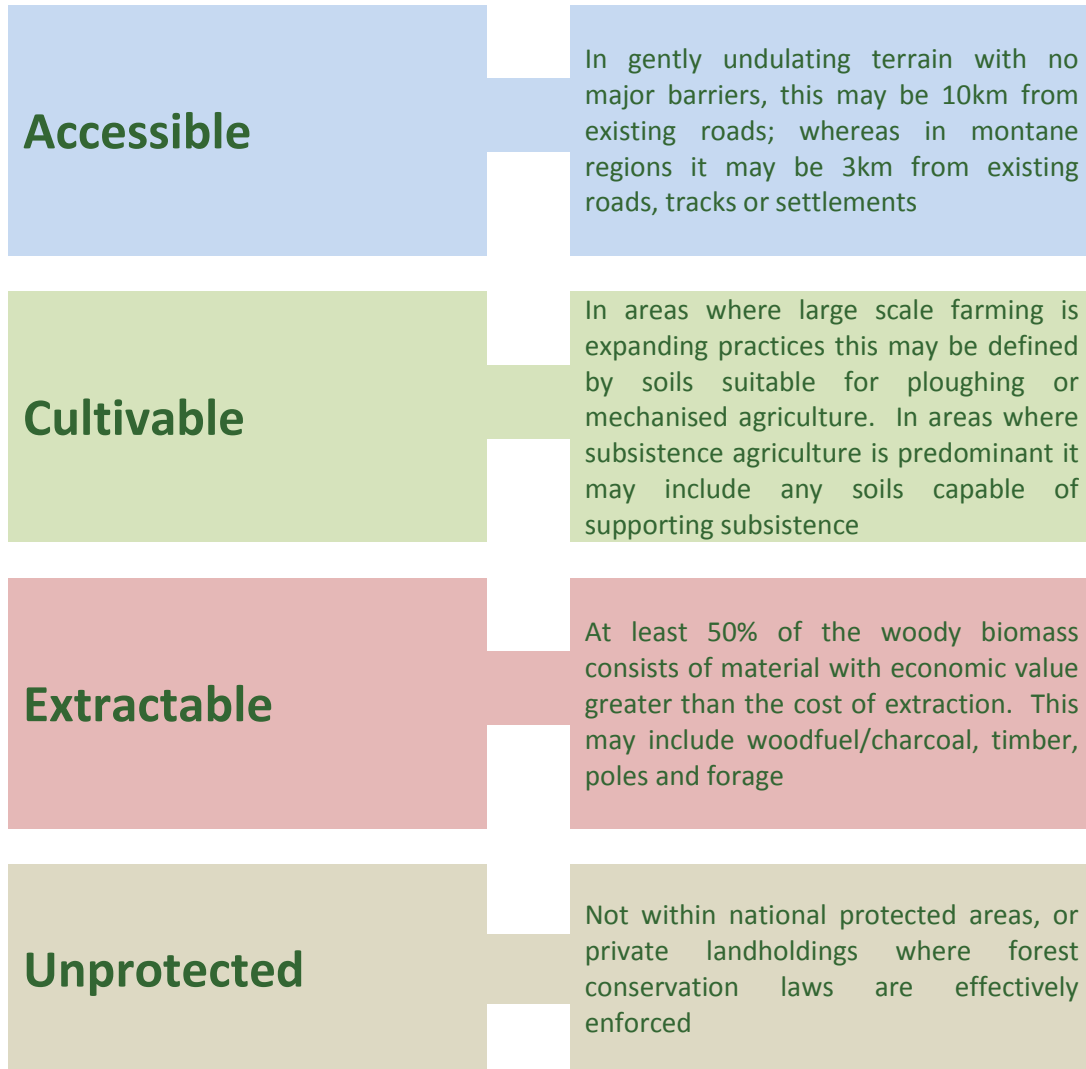 Accessible
In gently undulating terrain with no
major barriers, this may be 10km from
existing roads; whereas in montane
regions it may be 3km from existing
roads, tracks or settlements
Cultivable
In areas where large scale farming is
expanding practices this may be defined
by soils suitable for ploughing or
mechanised agriculture. In areas where
subsistence agriculture is predominant it
may include any soils capable of
supporting subsistence
Extractable
At least 50% of the woody biomass
consists of material with economic value
greater than the cost of extraction. This
may include woodfuel/charcoal, timber,
poles and forage
Unprotected
Not within national protected areas, or
private landholdings where forest
conservation laws are effectively
enforced